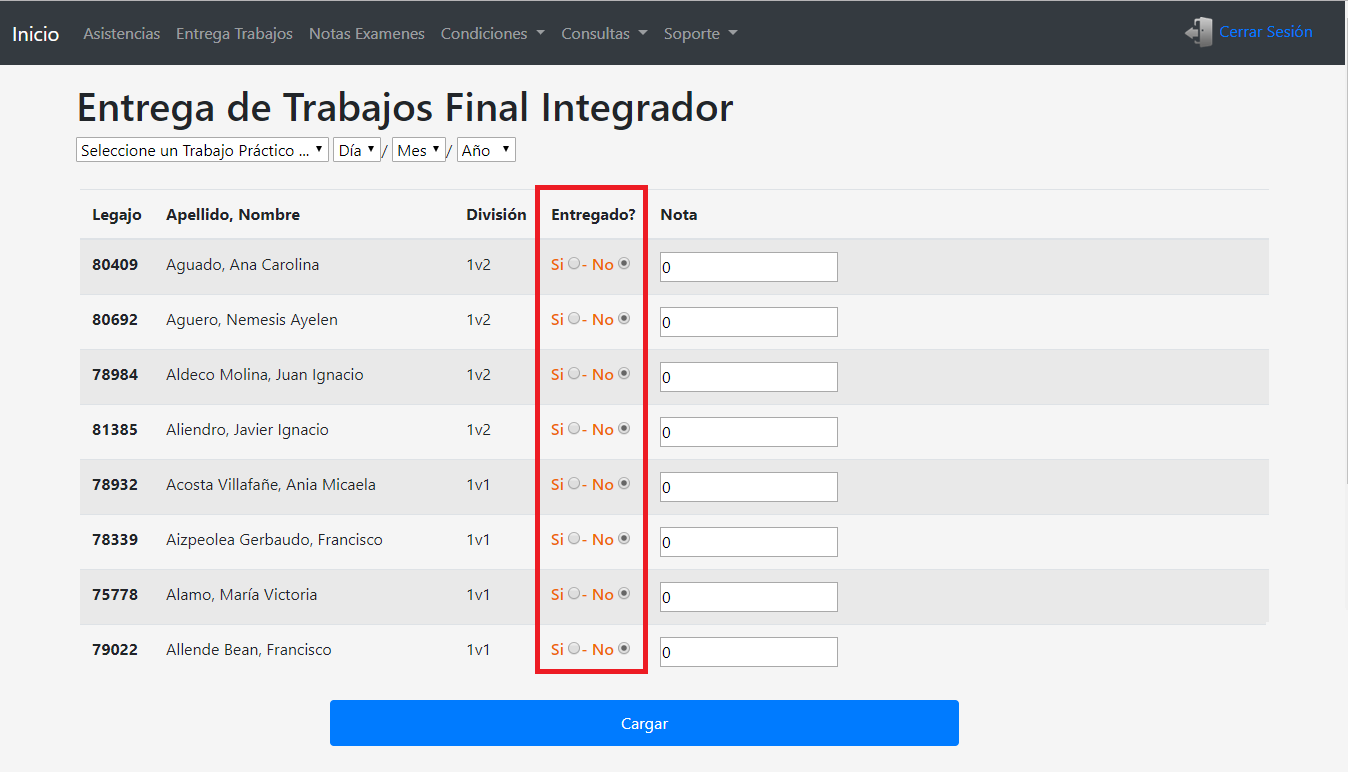 Inicio Asistencias Entrega Trabajos Notas Examenes Condiciones Consultas Soporte Cerrar Sesión
Entrega de Trabajos Final Integrador
Seleccione un Trabajo Práctico ... Día / Mes / Año
Legajo Apellido, Nombre División Entregado? Nota
80409 Aguado, Ana Carolina 1v2 Si - No 0
80692 Aguero, Nemesis Ayelen 1v2 Si - No 0
78984 Aldeco Molina, Juan Ignacio 1v2 Si - No 0
81385 Aliendro, Javier Ignacio 1v2 Si - No 0
78932 Acosta Villafañe, Ania Micaela 1v1 Si - No 0
78339 Aizpeolea Gerbaudo, Francisco 1v1 Si - No 0
75778 Alamo, María Victoria 1v1 Si - No 0
79022 Allende Bean, Francisco 1v1 Si - No 0
Cargar